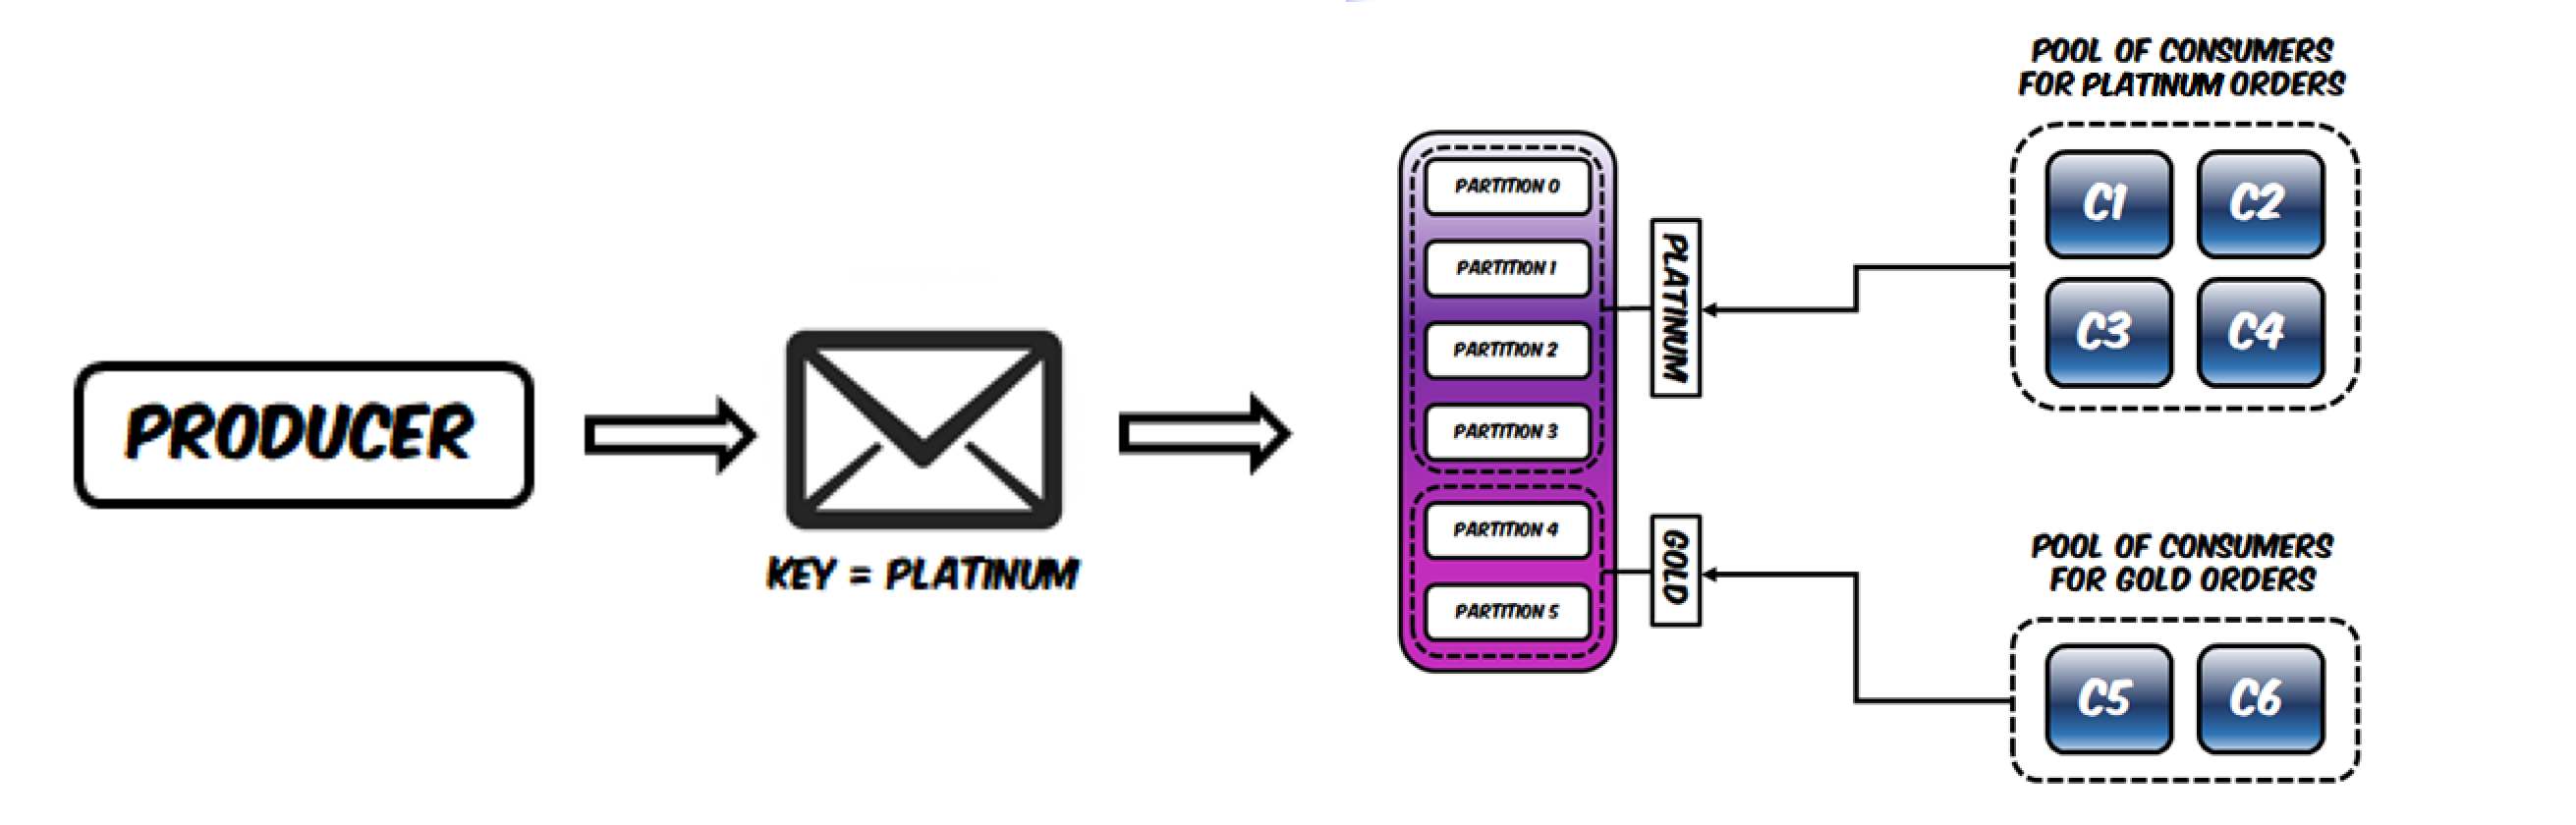 PRODUCER
KEY = PLATINUM
PARTITION 0
PARTITION 1
PARTITION 2
PARTITION 3
PARTITION 4
PARTITION 5
PLATINUM
GOLD
POOL OF CONSUMERS
FOR PLATINUM ORDERS
C1 C2
C3 C4
POOL OF CONSUMERS
FOR GOLD ORDERS
C5 C6